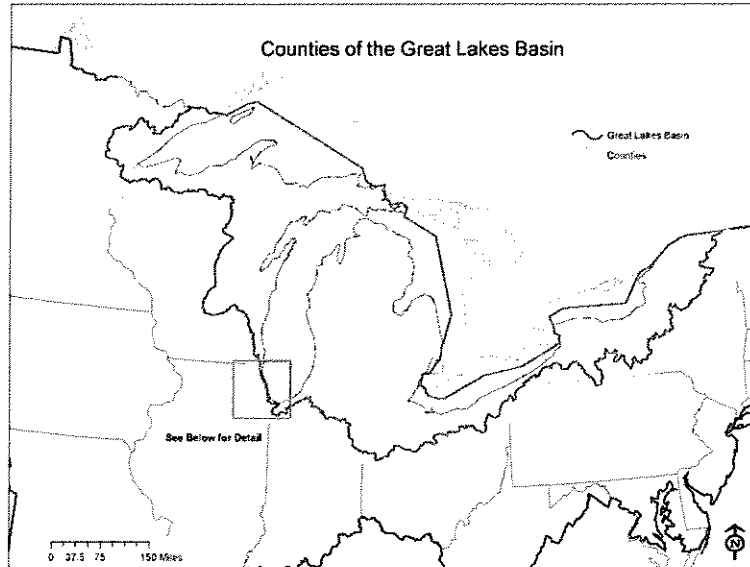 Counties of the Great Lakes Basin
Great Lakes Basin
Counties
See Below for Detail
0 37.5 75 150 Miles
N